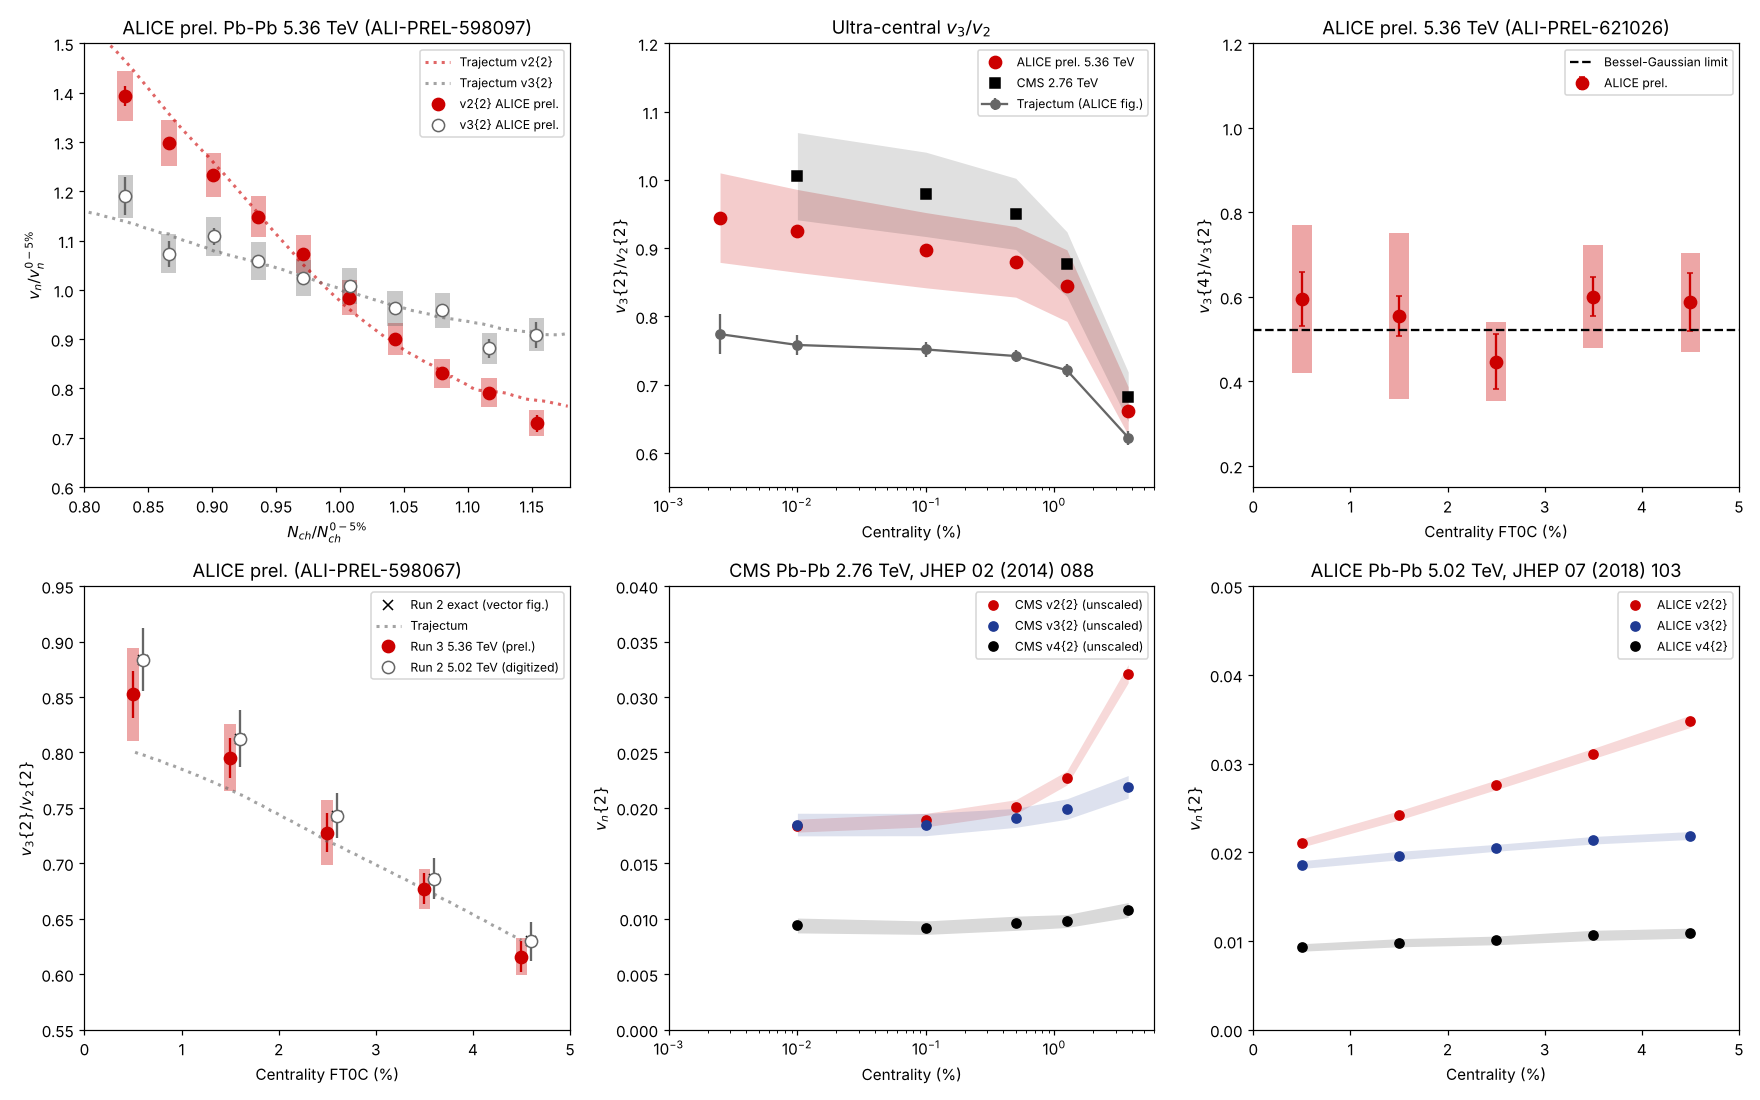 ALICE prel. Pb-Pb 5.36 TeV (ALI-PREL-598097)
Trajectum v2{2}
Trajectum v3{2}
v2{2} ALICE prel.
v3{2} ALICE prel.
1.5
1.4
1.3
1.2
1.1
1.0
0.9
0.8
0.7
0.6
v_n/v_n^{0-5%}
0.80 0.85 0.90 0.95 1.00 1.05 1.10 1.15
N_{ch}/N_{ch}^{0-5%}
Ultra-central v₃/v₂
ALICE prel. 5.36 TeV
CMS 2.76 TeV
Trajectum (ALICE fig.)
1.2
1.1
1.0
0.9
0.8
0.7
0.6
v₃{2}/v₂{2}
10⁻³ 10⁻² 10⁻¹ 10⁰
Centrality (%)
ALICE prel. 5.36 TeV (ALI-PREL-621026)
Bessel-Gaussian limit
ALICE prel.
1.2
1.0
0.8
0.6
0.4
0.2
v₃{4}/v₃{2}
0 1 2 3 4 5
Centrality FT0C (%)
ALICE prel. (ALI-PREL-598067)
Run 2 exact (vector fig.)
Trajectum
Run 3 5.36 TeV (prel.)
Run 2 5.02 TeV (digitized)
0.95
0.90
0.85
0.80
0.75
0.70
0.65
0.60
0.55
v₃{2}/v₂{2}
0 1 2 3 4 5
Centrality FT0C (%)
CMS Pb-Pb 2.76 TeV, JHEP 02 (2014) 088
CMS v2{2} (unscaled)
CMS v3{2} (unscaled)
CMS v4{2} (unscaled)
0.040
0.035
0.030
0.025
0.020
0.015
0.010
0.005
0.000
v_n{2}
10⁻³ 10⁻² 10⁻¹ 10⁰
Centrality (%)
ALICE Pb-Pb 5.02 TeV, JHEP 07 (2018) 103
ALICE v2{2}
ALICE v3{2}
ALICE v4{2}
0.05
0.04
0.03
0.02
0.01
0.00
v_n{2}
0 1 2 3 4 5
Centrality (%)